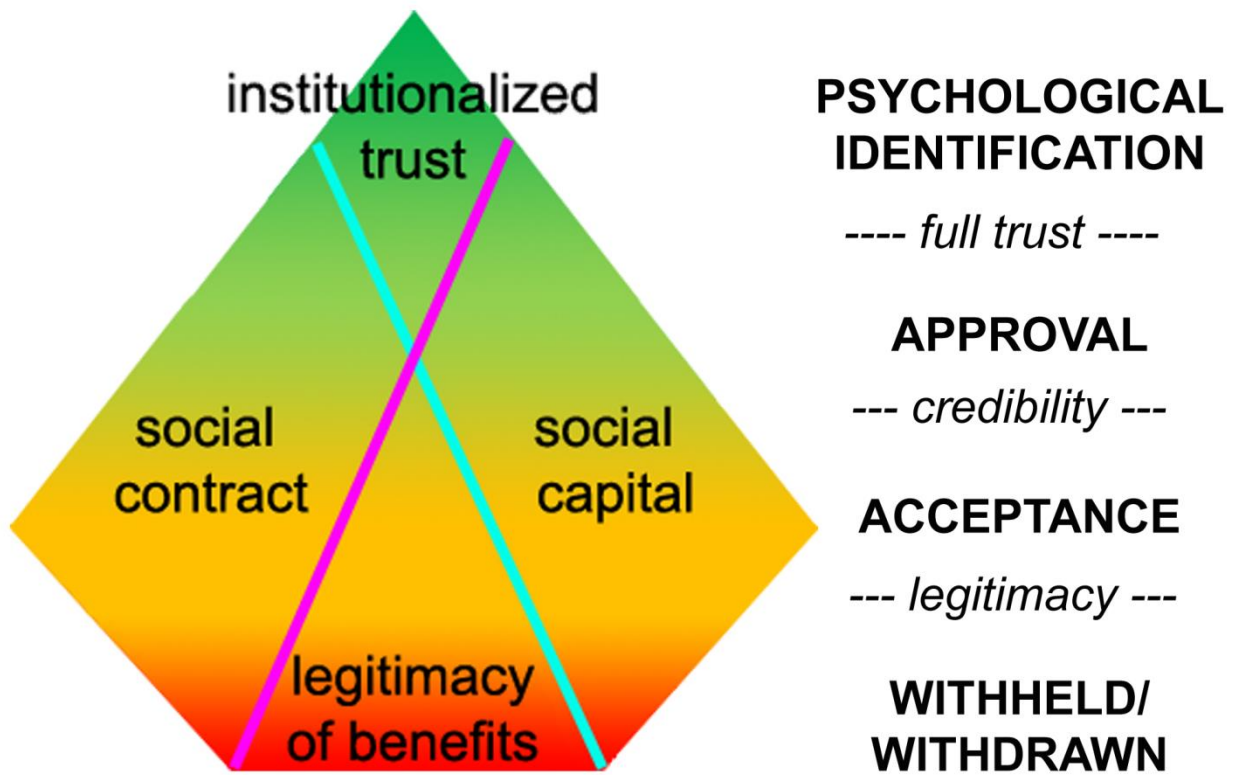 institutionalized
trust
social
contract
social
capital
legitimacy
of benefits
PSYCHOLOGICAL
IDENTIFICATION
---- full trust ----
APPROVAL
--- credibility ---
ACCEPTANCE
--- legitimacy ---
WITHHELD/
WITHDRAWN